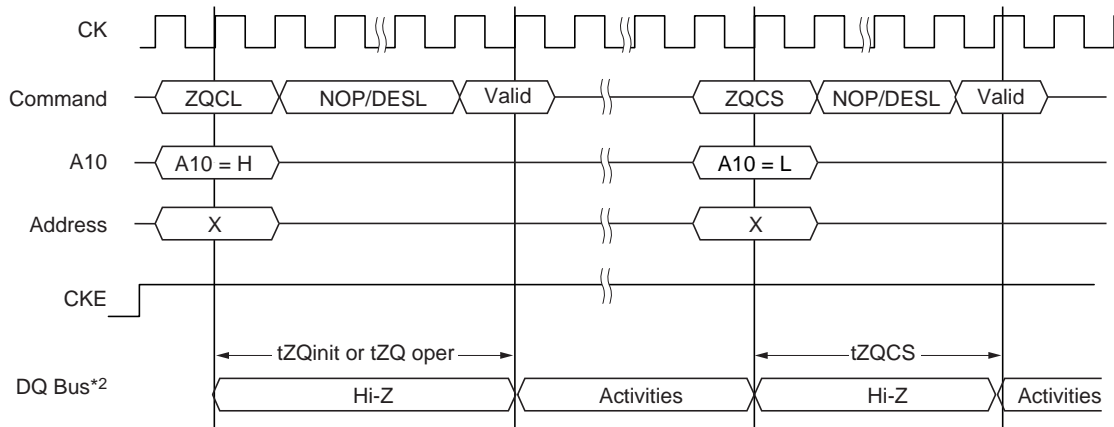 CK
Command ZQCL NOP/DESL Valid ZQCS NOP/DESL Valid
A10 A10 = H A10 = L
Address X X
CKE
tZQinit or tZQ oper tZQCS
DQ Bus*2 Hi-Z Activities Hi-Z Activities